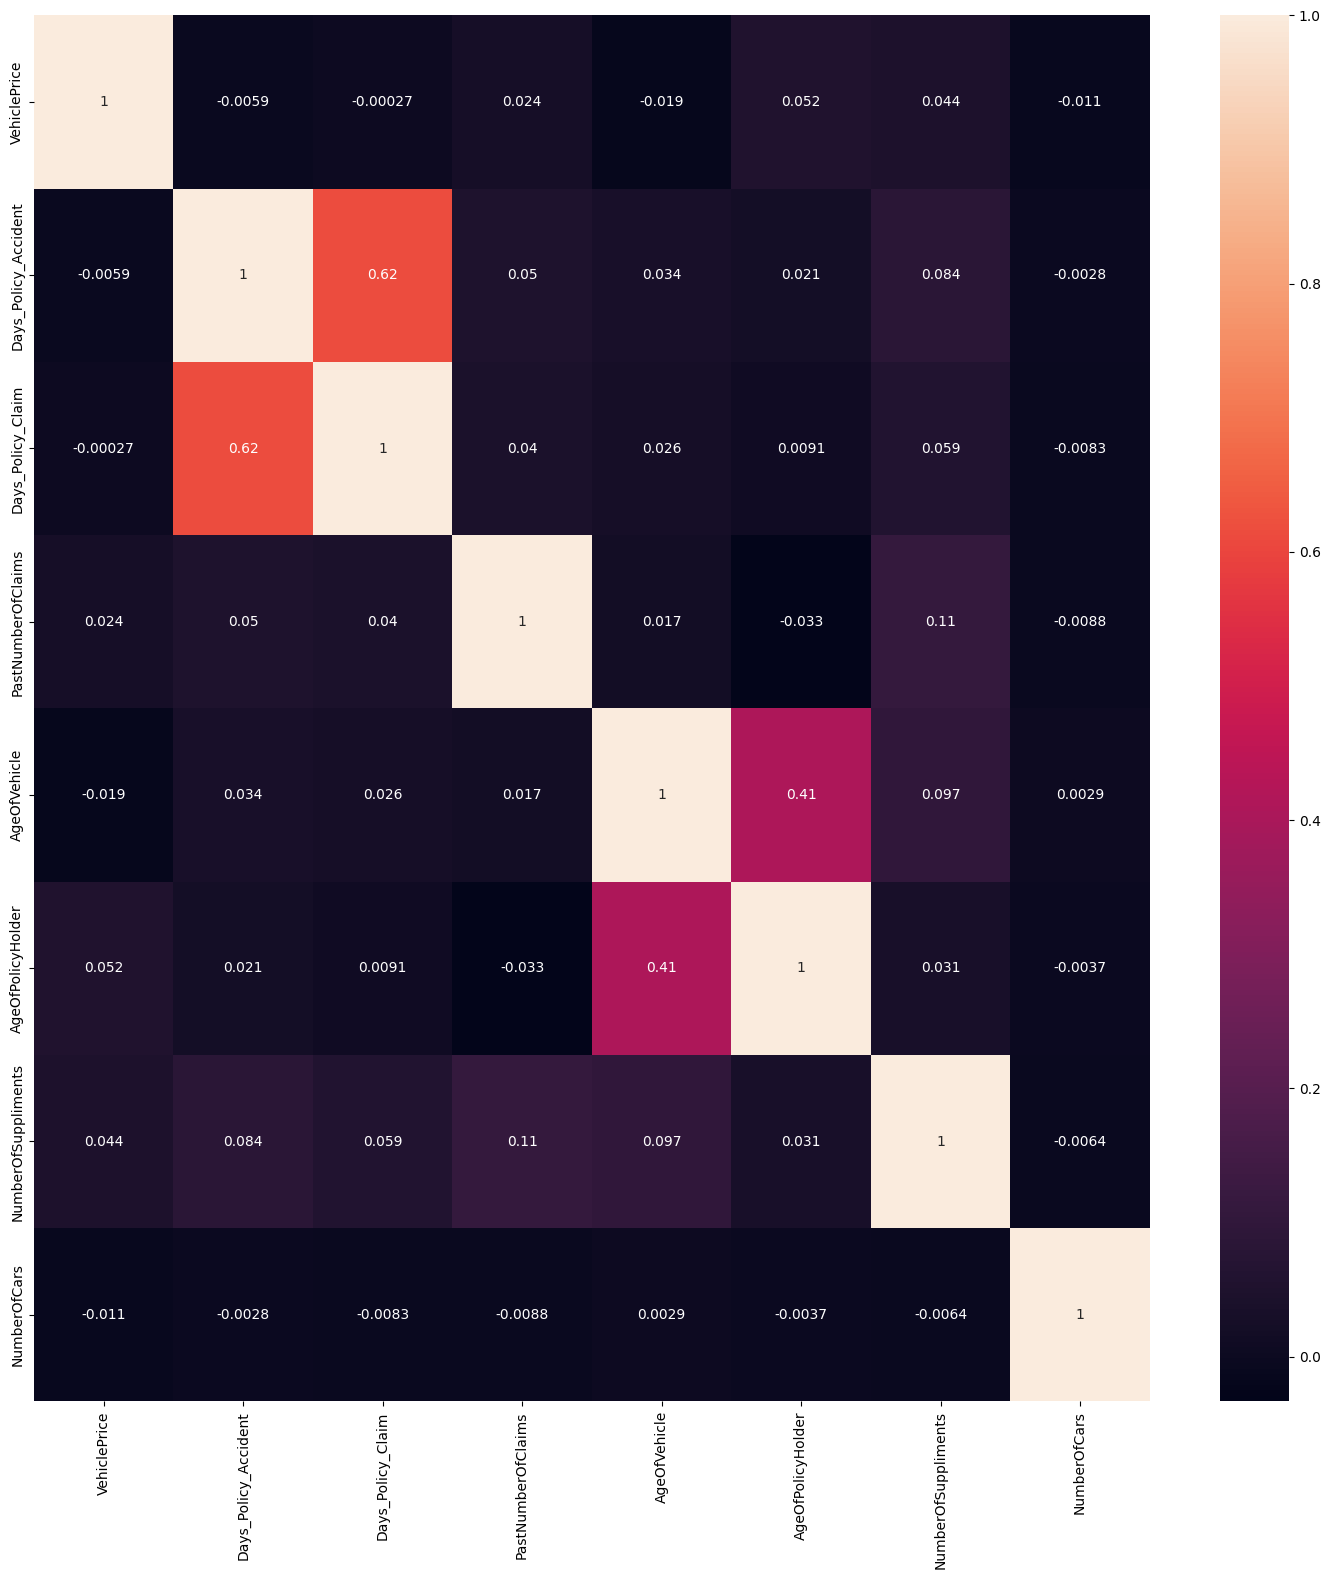 VehiclePrice 1 -0.0059 -0.00027 0.024 -0.019 0.052 0.044 -0.011
Days_Policy_Accident -0.0059 1 0.62 0.05 0.034 0.021 0.084 -0.0028
Days_Policy_Claim -0.00027 0.62 1 0.04 0.026 0.0091 0.059 -0.0083
PastNumberOfClaims 0.024 0.05 0.04 1 0.017 -0.033 0.11 -0.0088
AgeOfVehicle -0.019 0.034 0.026 0.017 1 0.41 0.097 0.0029
AgeOfPolicyHolder 0.052 0.021 0.0091 -0.033 0.41 1 0.031 -0.0037
NumberOfSuppliments 0.044 0.084 0.059 0.11 0.097 0.031 1 -0.0064
NumberOfCars -0.011 -0.0028 -0.0083 -0.0088 0.0029 -0.0037 -0.0064 1
VehiclePrice
Days_Policy_Accident
Days_Policy_Claim
PastNumberOfClaims
AgeOfVehicle
AgeOfPolicyHolder
NumberOfSuppliments
NumberOfCars
1.0
0.8
0.6
0.4
0.2
0.0